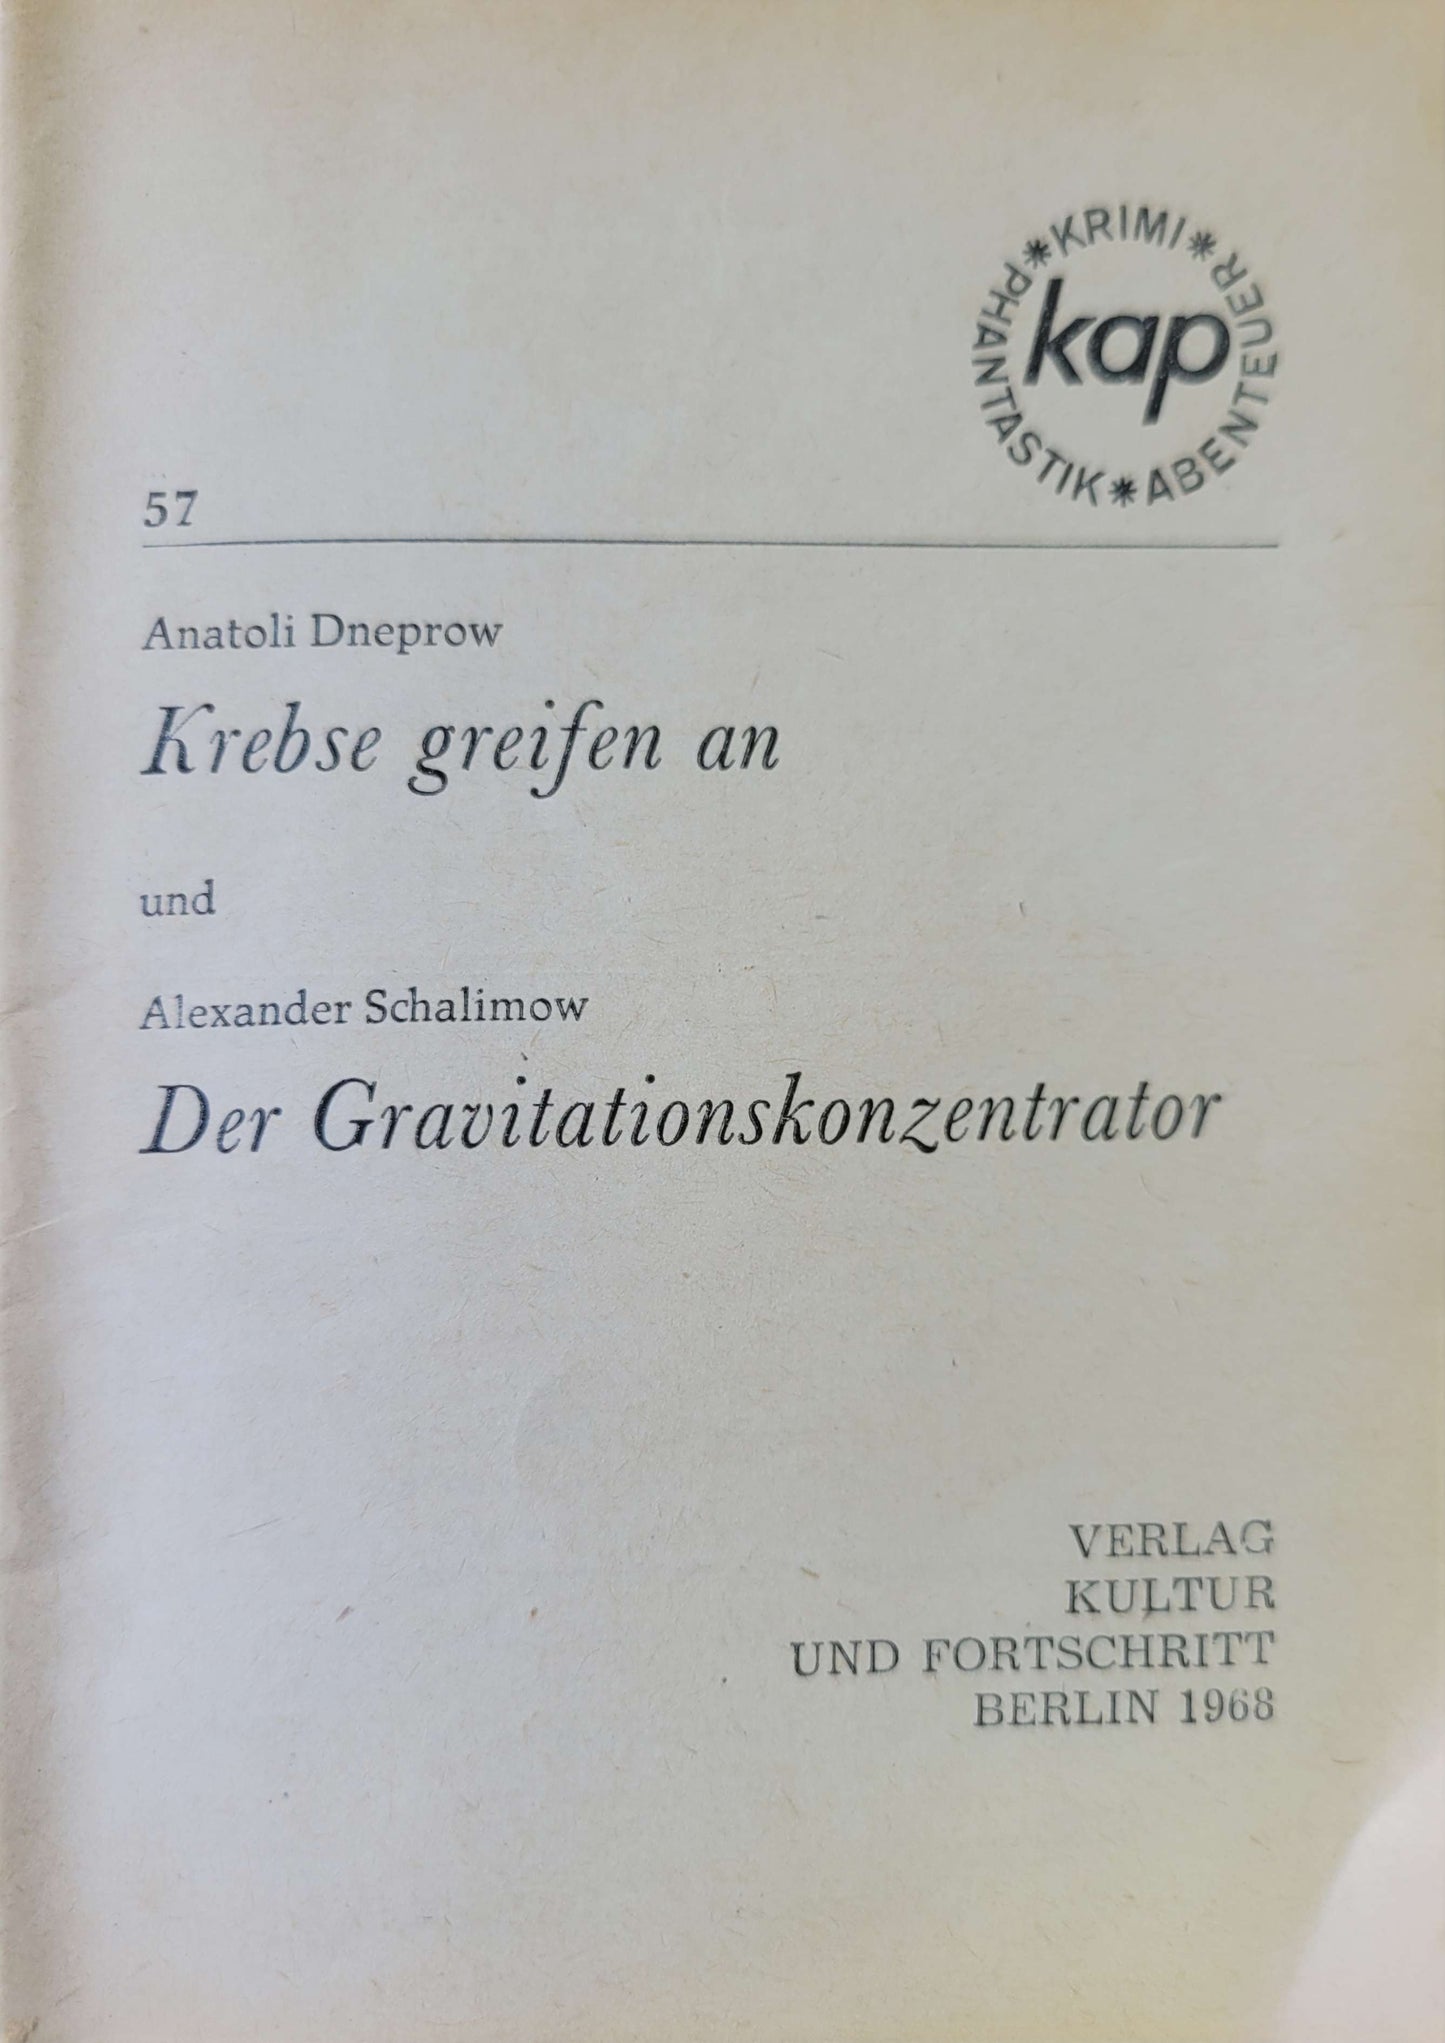 * KRIMI * ABENTEUER * PHANTASTIK
kap
57
Anatoli Dneprow
Krebse greifen an
und
Alexander Schalimow
Der Gravitationskonzentrator
VERLAG
KULTUR
UND FORTSCHRITT
BERLIN 1968